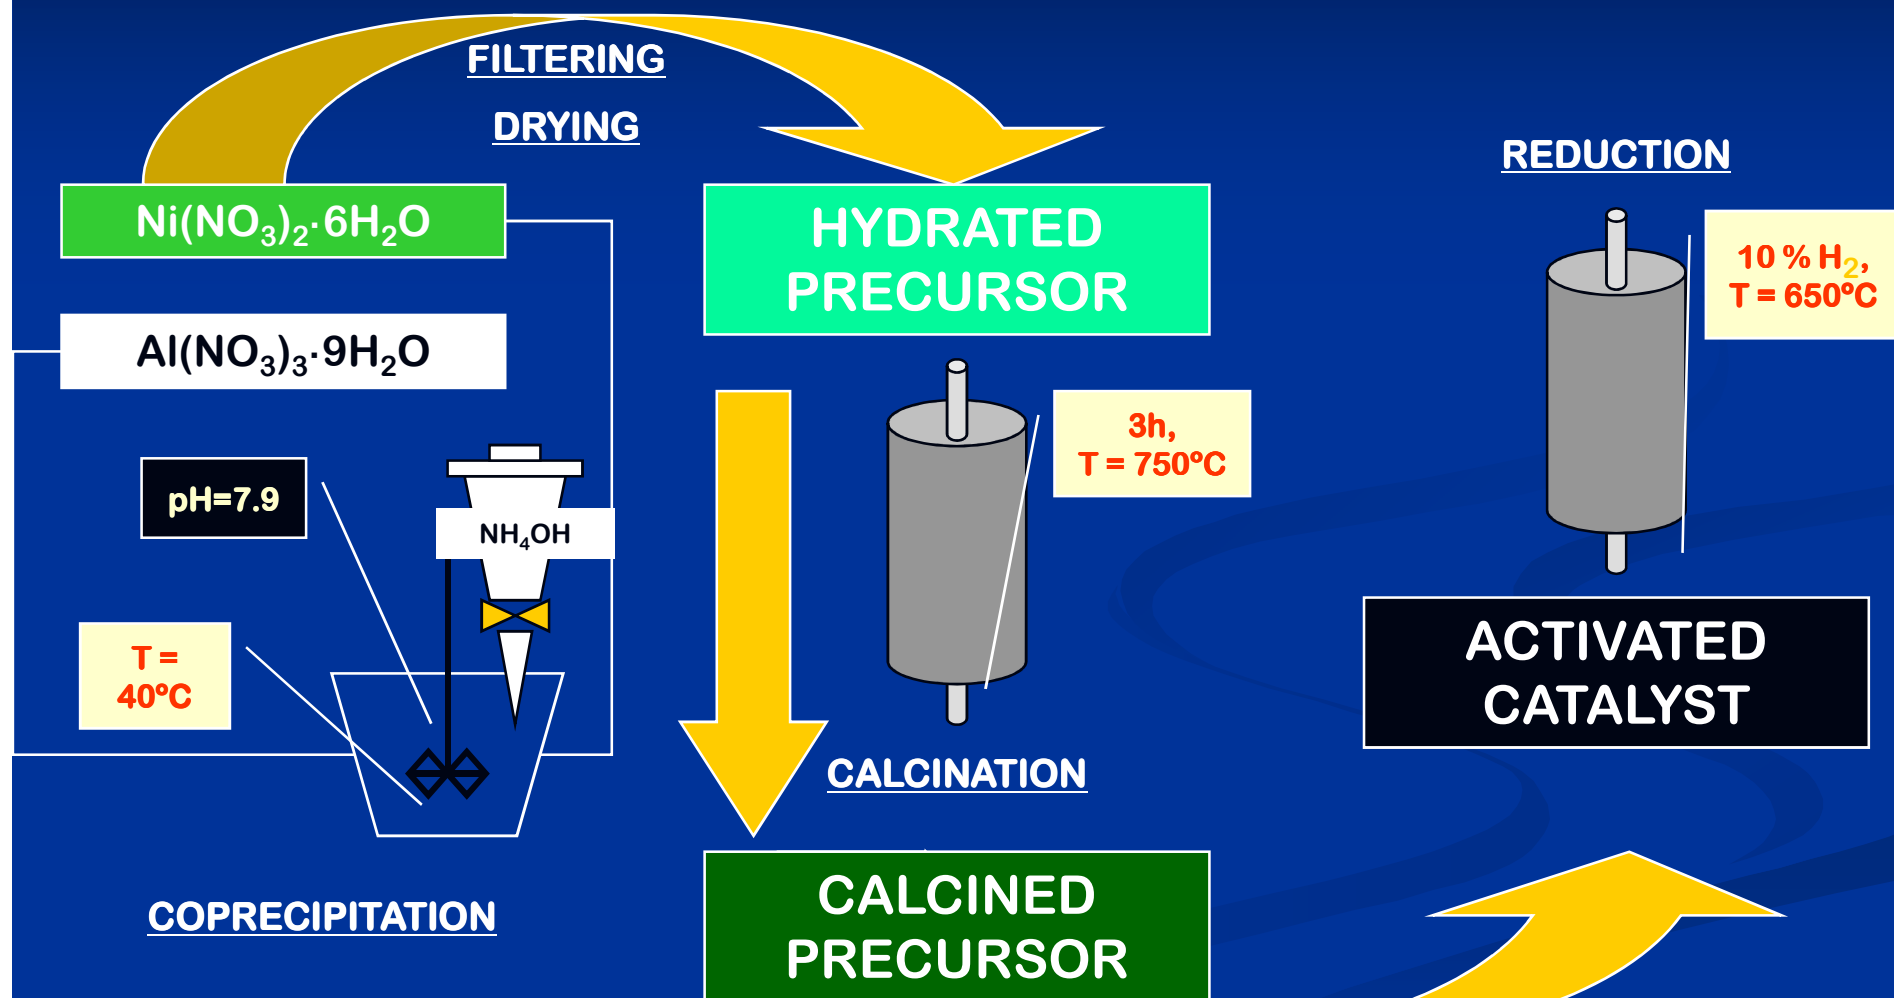 FILTERING
DRYING
Ni(NO₃)₂·6H₂O
Al(NO₃)₃·9H₂O
pH=7.9
NH₄OH
T =
40ºC
COPRECIPITATION
HYDRATED
PRECURSOR
3h,
T = 750ºC
CALCINATION
CALCINED
PRECURSOR
REDUCTION
10 % H₂,
T = 650ºC
ACTIVATED
CATALYST